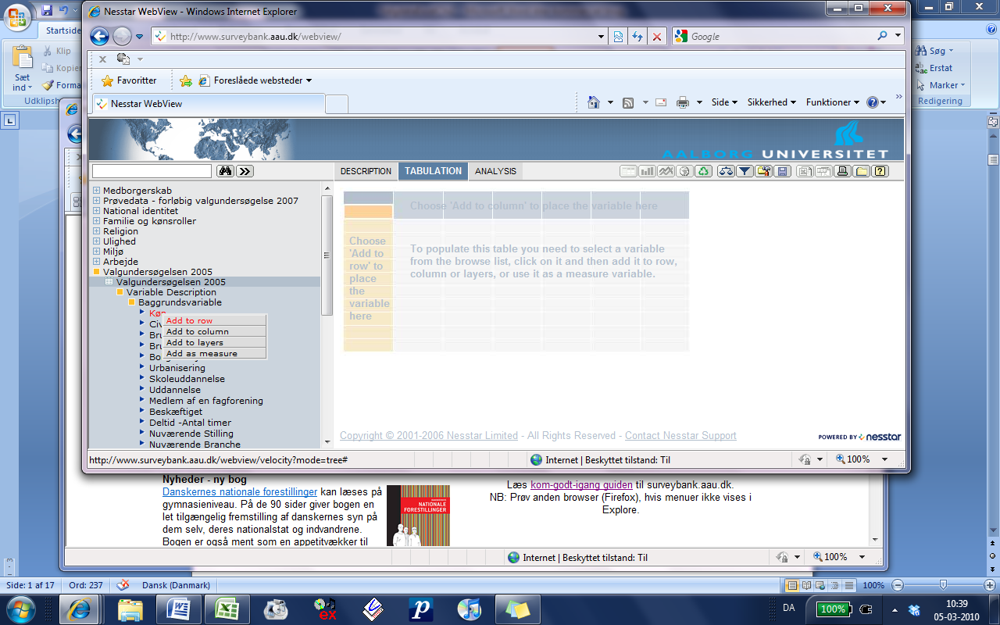 Nesstar WebView - Windows Internet Explorer
Startside
http://www.surveybank.aau.dk/webview/
Google
Klip
Kopier
Sæt
ind
Forma
Udklipsh
Søg
Erstat
Marker
Redigering
Favoritter
Foreslåede websteder
Nesstar WebView
Side
Sikkerhed
Funktioner
AALBORG UNIVERSITET
DESCRIPTION
TABULATION
ANALYSIS
Medborgerskab
Prøvedata - forløbig valgundersøgelse 2007
National identitet
Familie og kønsroller
Religion
Ulighed
Miljø
Arbejde
Valgundersøgelsen 2005
Valgundersøgelsen 2005
Variable Description
Baggrundsvariable
Køn
Civ
Bru
Bru
Bo
Add to row
Add to column
Add to layers
Add as measure
Urbanisering
Skoleuddannelse
Uddannelse
Medlem af en fagforening
Beskæftiget
Deltid -Antal timer
Nuværende Stilling
Nuværende Branche
Choose 'Add to column' to place the variable here
Choose
'Add to
row' to
place
the
variable
here
To populate this table you need to select a variable
from the browse list, click on it and then add it to row,
column or layers, or use it as a measure variable.
Copyright © 2001-2006 Nesstar Limited - All Rights Reserved - Contact Nesstar Support
POWERED BY nesstar
http://www.surveybank.aau.dk/webview/velocity?mode=tree#
Internet | Beskyttet tilstand: Til
100%
Nyheder - ny bog
Danskernes nationale forestillinger kan læses på
gymnasieniveau. På de 90 sider giver bogen en
let tilgængelig fremstilling af danskernes syn på
dem selv, deres nationalstat og indvandrene.
Bogen er også ment som en appetitvækker til
NATIONALE
FORESTILLINGER
Læs kom-godt-igang guiden til surveybank.aau.dk.
NB: Prøv anden browser (Firefox), hvis menuer ikke vises i
Explore.
Internet | Beskyttet tilstand: Til
100%
Side: 1 af 17
Ord: 237
Dansk (Danmark)
100%
ex
DA
100%
10:39
05-03-2010